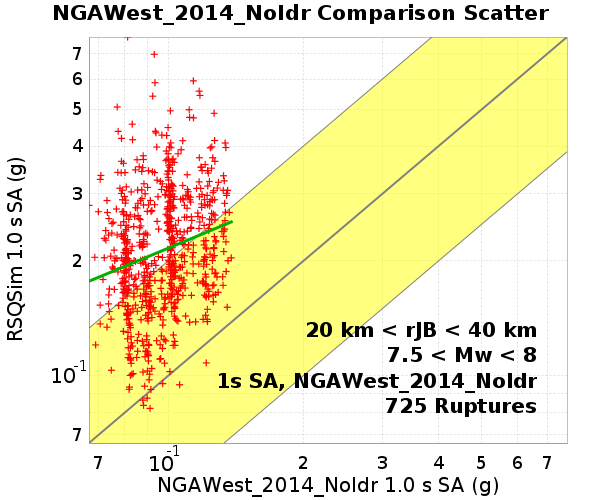 NGAWest_2014_NoIdr Comparison Scatter
7
6
5
4
3
2
10-1
7
RSQSim 1.0 s SA (g)
20 km < rJB < 40 km
7.5 < Mw < 8
1s SA, NGAWest_2014_NoIdr
725 Ruptures
7 10-1 2 3 4 5 6 7
NGAWest_2014_NoIdr 1.0 s SA (g)